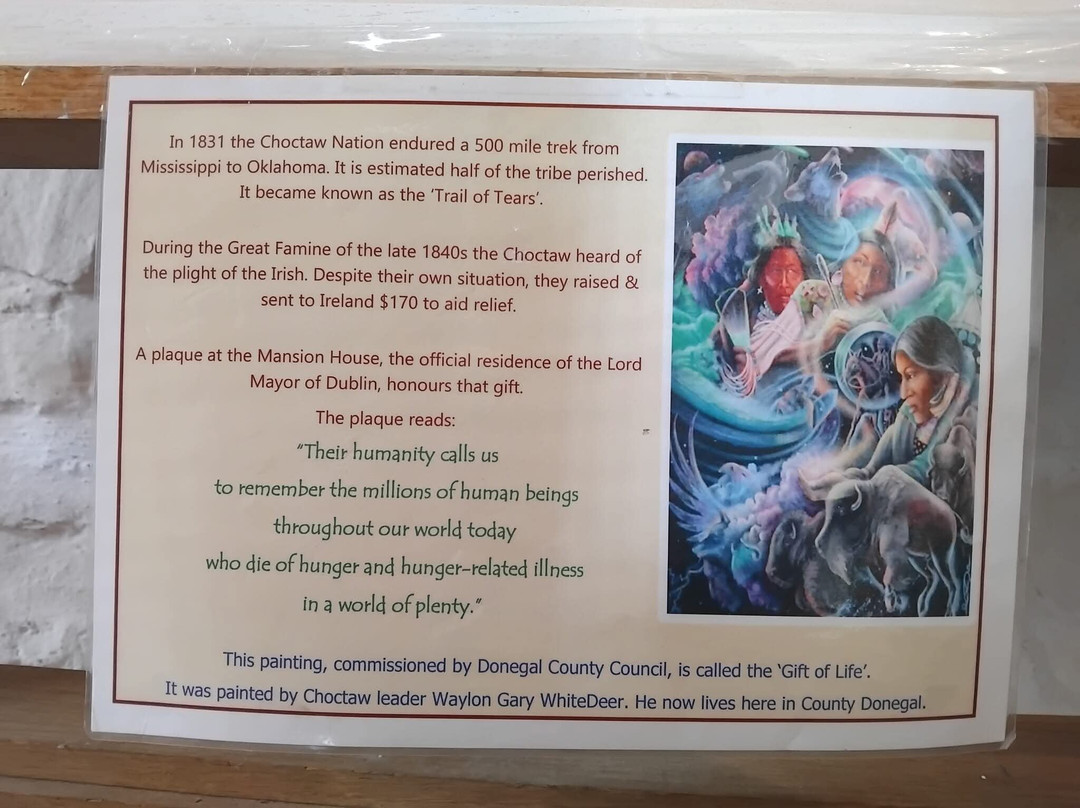 In 1831 the Choctaw Nation endured a 500 mile trek from
Mississippi to Oklahoma. It is estimated half of the tribe perished.
It became known as the ‘Trail of Tears’.
During the Great Famine of the late 1840s the Choctaw heard of
the plight of the Irish. Despite their own situation, they raised &
sent to Ireland $170 to aid relief.
A plaque at the Mansion House, the official residence of the Lord
Mayor of Dublin, honours that gift.
The plaque reads:
“Their humanity calls us
to remember the millions of human beings
throughout our world today
who die of hunger and hunger-related illness
in a world of plenty.”
This painting, commissioned by Donegal County Council, is called the ‘Gift of Life’.
It was painted by Choctaw leader Waylon Gary WhiteDeer. He now lives here in County Donegal.